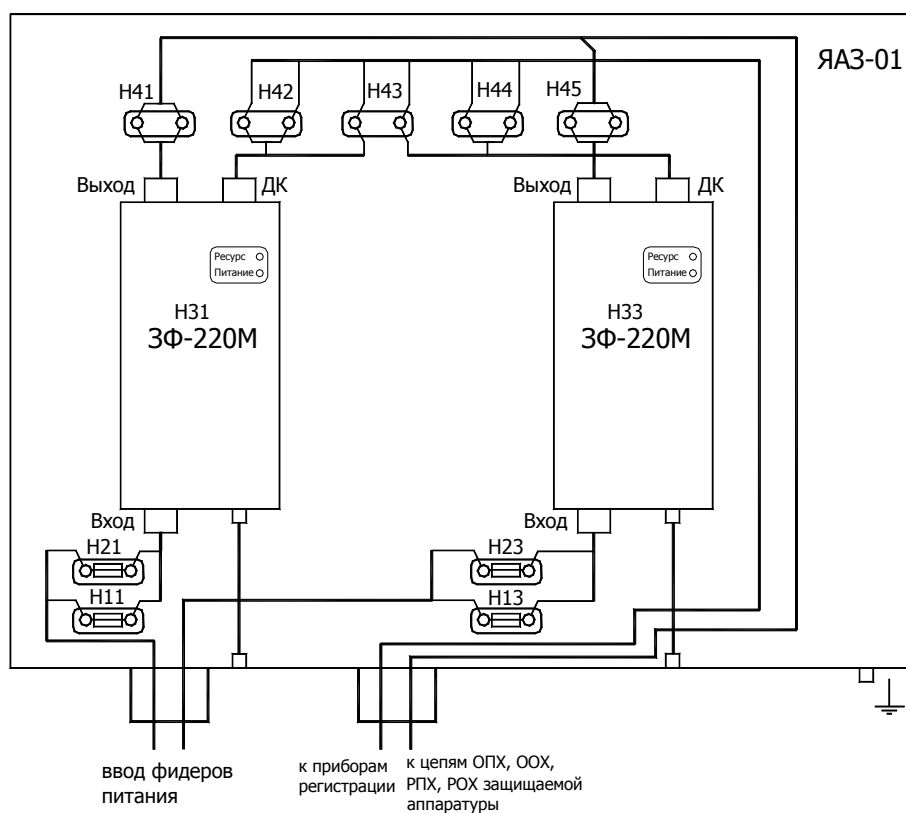 ЯАЗ-01
Н41
Н42
Н43
Н44
Н45
Выход
ДК
Выход
ДК
Ресурс
Питание
Ресурс
Питание
Н31
ЗФ-220М
Н33
ЗФ-220М
Вход
Вход
Н21
Н23
Н11
Н13
ввод фидеров
питания
к приборам
регистрации
к цепям ОПХ, ООХ,
РПХ, РОХ защищаемой
аппаратуры